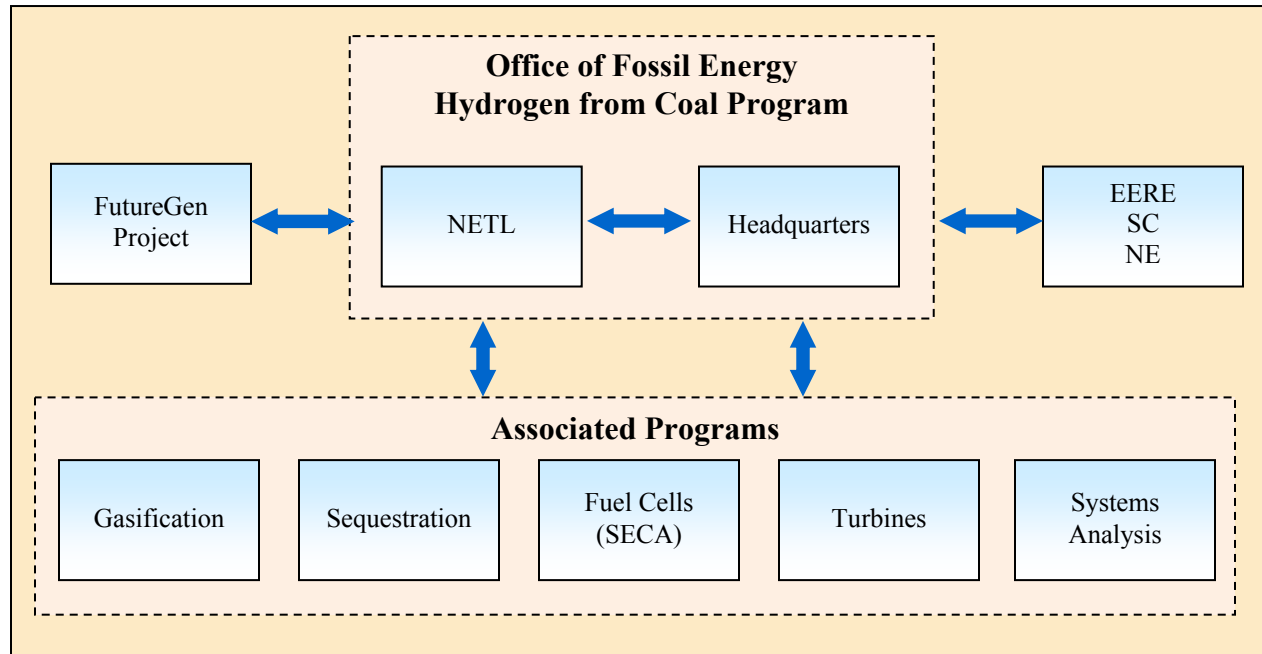 Office of Fossil Energy
Hydrogen from Coal Program
FutureGen
Project
NETL
Headquarters
EERE
SC
NE
Associated Programs
Gasification
Sequestration
Fuel Cells
(SECA)
Turbines
Systems
Analysis